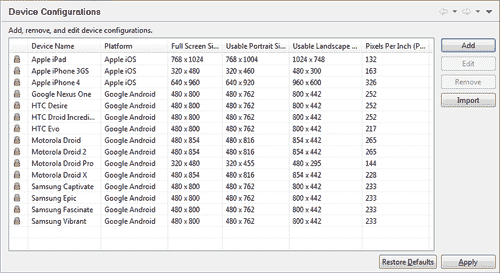 Device Configurations
Add, remove, and edit device configurations.
Device Name Platform Full Screen Si... Usable Portrait Si... Usable Landscape ... Pixels Per Inch (P...
Apple iPad Apple iOS 768 x 1024 768 x 1004 1024 x 748 132
Apple iPhone 3GS Apple iOS 320 x 480 320 x 460 480 x 300 163
Apple iPhone 4 Apple iOS 640 x 960 640 x 920 960 x 600 326
Google Nexus One Google Android 480 x 800 480 x 762 800 x 442 252
HTC Desire Google Android 480 x 800 480 x 762 800 x 442 252
HTC Droid Incredi... Google Android 480 x 800 480 x 762 800 x 442 252
HTC Evo Google Android 480 x 800 480 x 762 800 x 442 217
Motorola Droid Google Android 480 x 854 480 x 816 854 x 442 265
Motorola Droid 2 Google Android 480 x 854 480 x 816 854 x 442 265
Motorola Droid Pro Google Android 320 x 480 320 x 455 480 x 295 144
Motorola Droid X Google Android 480 x 854 480 x 816 854 x 442 228
Samsung Captivate Google Android 480 x 800 480 x 762 800 x 442 233
Samsung Epic Google Android 480 x 800 480 x 762 800 x 442 233
Samsung Fascinate Google Android 480 x 800 480 x 762 800 x 442 233
Samsung Vibrant Google Android 480 x 800 480 x 762 800 x 442 233
Add
Edit
Remove
Import
Restore Defaults Apply